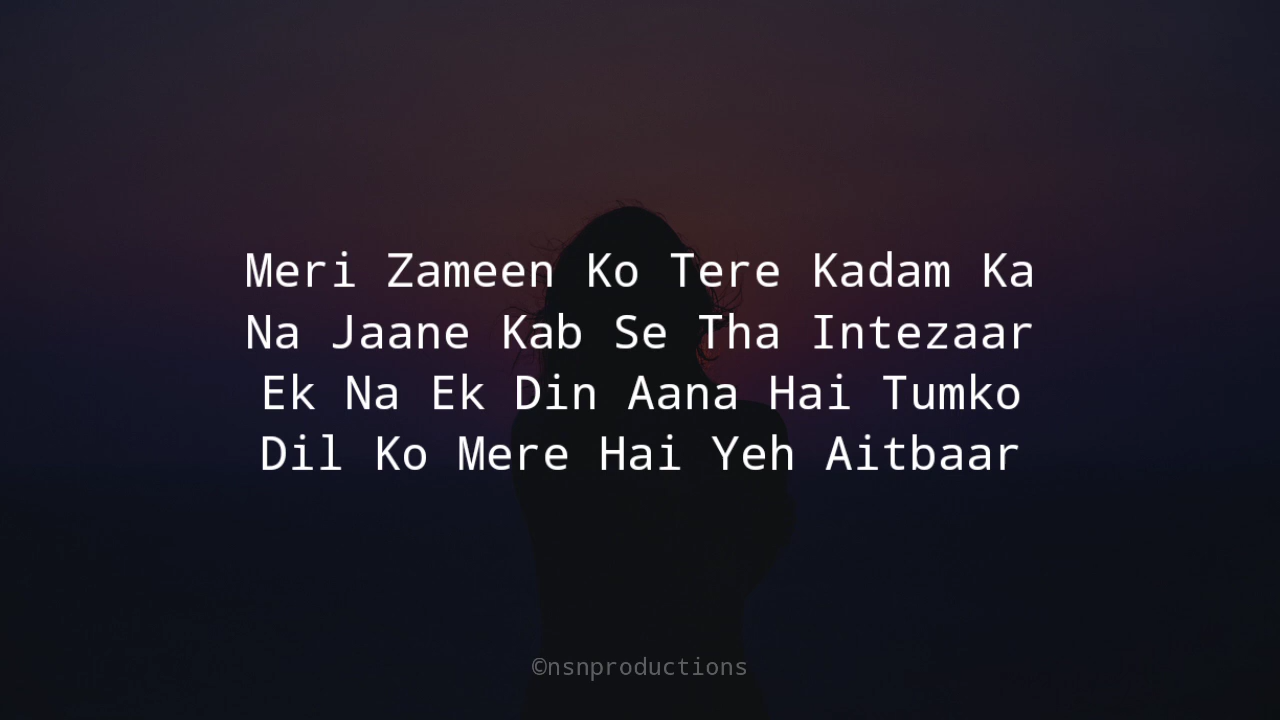 Meri Zameen Ko Tere Kadam Ka
Na Jaane Kab Se Tha Intezaar
Ek Na Ek Din Aana Hai Tumko
Dil Ko Mere Hai Yeh Aitbaar
©nsnproductions